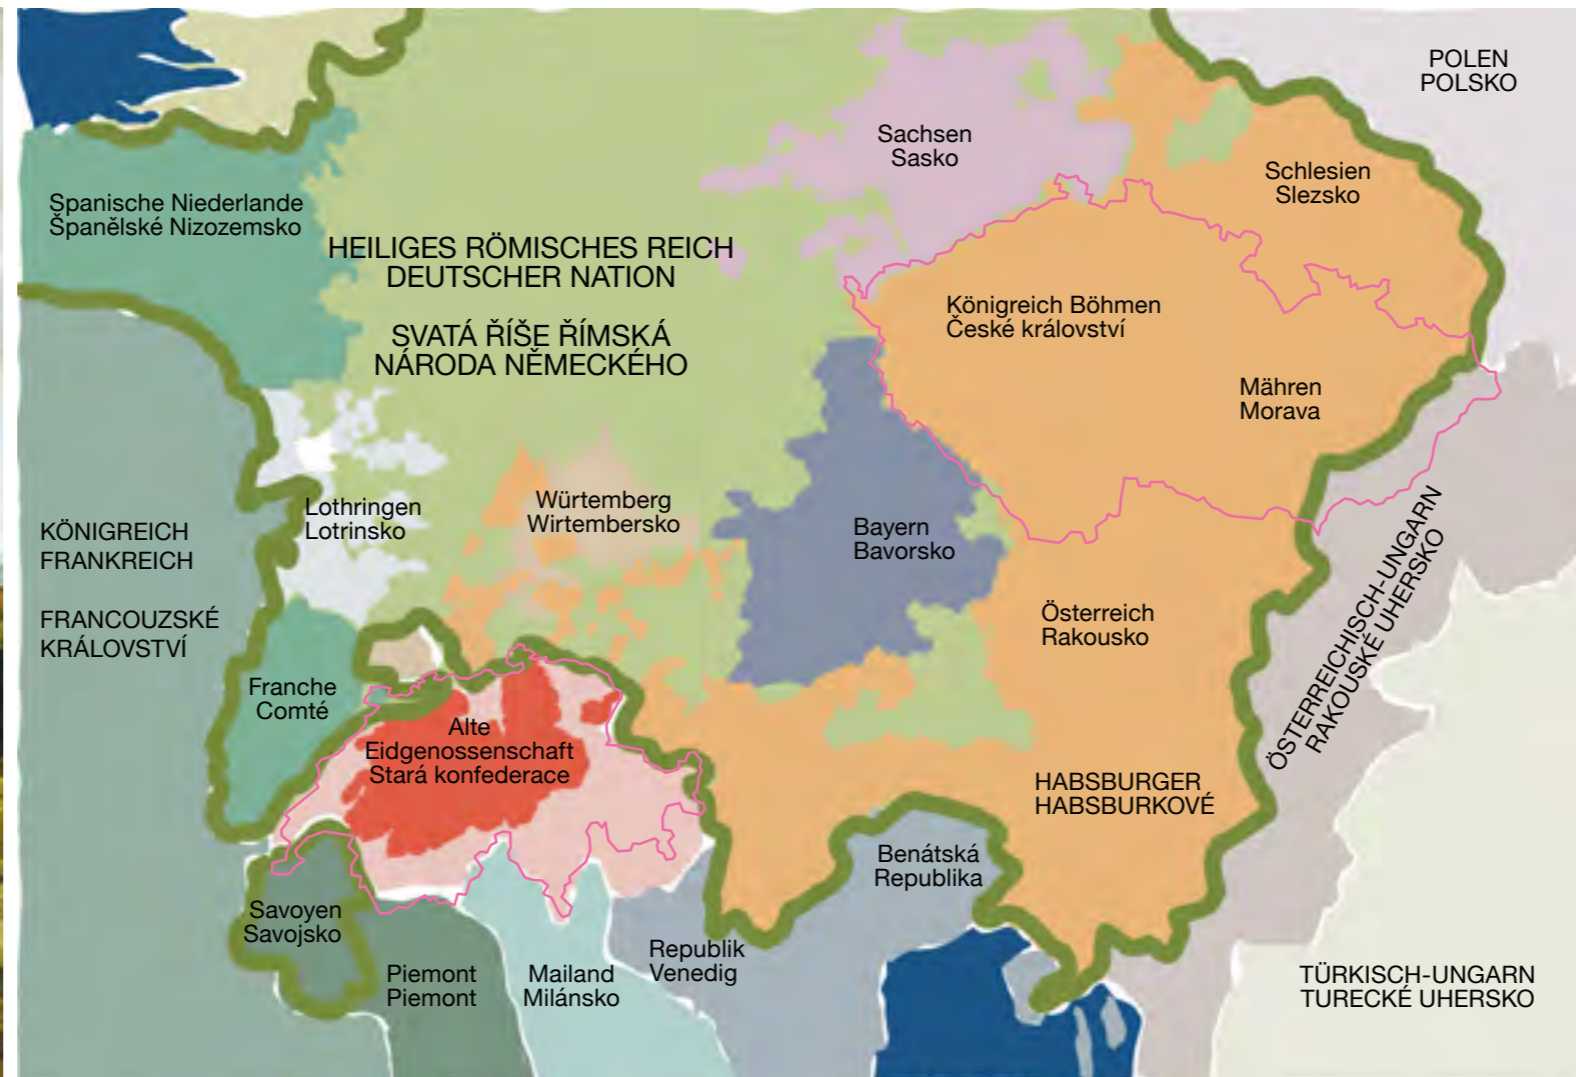 POLEN
POLSKO
Sachsen
Sasko
Schlesien
Slezsko
Spanische Niederlande
Španělské Nizozemsko
HEILIGES RÖMISCHES REICH
DEUTSCHER NATION
SVATÁ ŘÍŠE ŘÍMSKÁ
NÁRODA NĚMECKÉHO
Königreich Böhmen
České království
Mähren
Morava
Lothringen
Lotrinsko
Würtemberg
Wirtembersko
Bayern
Bavorsko
KÖNIGREICH
FRANKREICH
FRANCOUZSKÉ
KRÁLOVSTVÍ
Österreich
Rakousko
ÖSTERREICHISCH-UNGARN
RAKOUSKÉ UHERSKO
Franche
Comté
Alte
Eidgenossenschaft
Stará konfederace
HABSBURGER
HABSBURKOVÉ
Benátská
Republika
Savoyen
Savojsko
Republik
Venedig
Piemont
Piemont
Mailand
Milánsko
TÜRKISCH-UNGARN
TURECKÉ UHERSKO